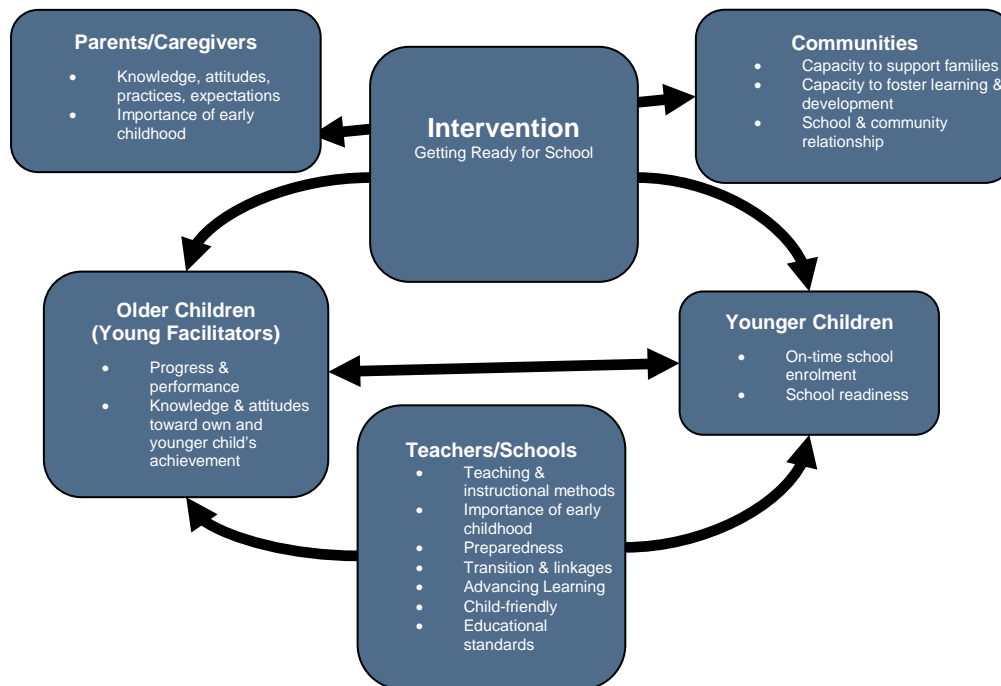 Parents/Caregivers
• Knowledge, attitudes,
practices, expectations
• Importance of early
childhood
Intervention
Getting Ready for School
Communities
• Capacity to support families
• Capacity to foster learning &
development
• School & community
relationship
Older Children
(Young Facilitators)
• Progress &
performance
• Knowledge & attitudes
toward own and
younger child's
achievement
Younger Children
• On-time school
enrolment
• School readiness
Teachers/Schools
• Teaching &
instructional methods
• Importance of early
childhood
• Preparedness
• Transition & linkages
• Advancing Learning
• Child-friendly
• Educational
standards